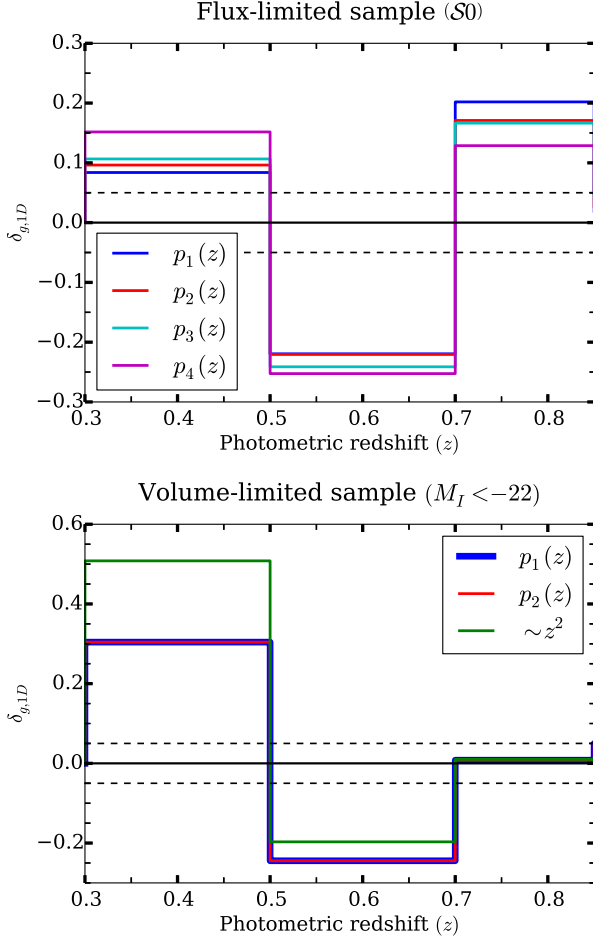 Flux-limited sample (𝒮0)
0.3
0.2
0.1
0.0
−0.1
−0.2
−0.3
δg,1D
p1(z)
p2(z)
p3(z)
p4(z)
0.3 0.4 0.5 0.6 0.7 0.8
Photometric redshift (z)
Volume-limited sample (MI <−22)
0.6
0.4
0.2
0.0
−0.2
δg,1D
p1(z)
p2(z)
∼z²
0.3 0.4 0.5 0.6 0.7 0.8
Photometric redshift (z)